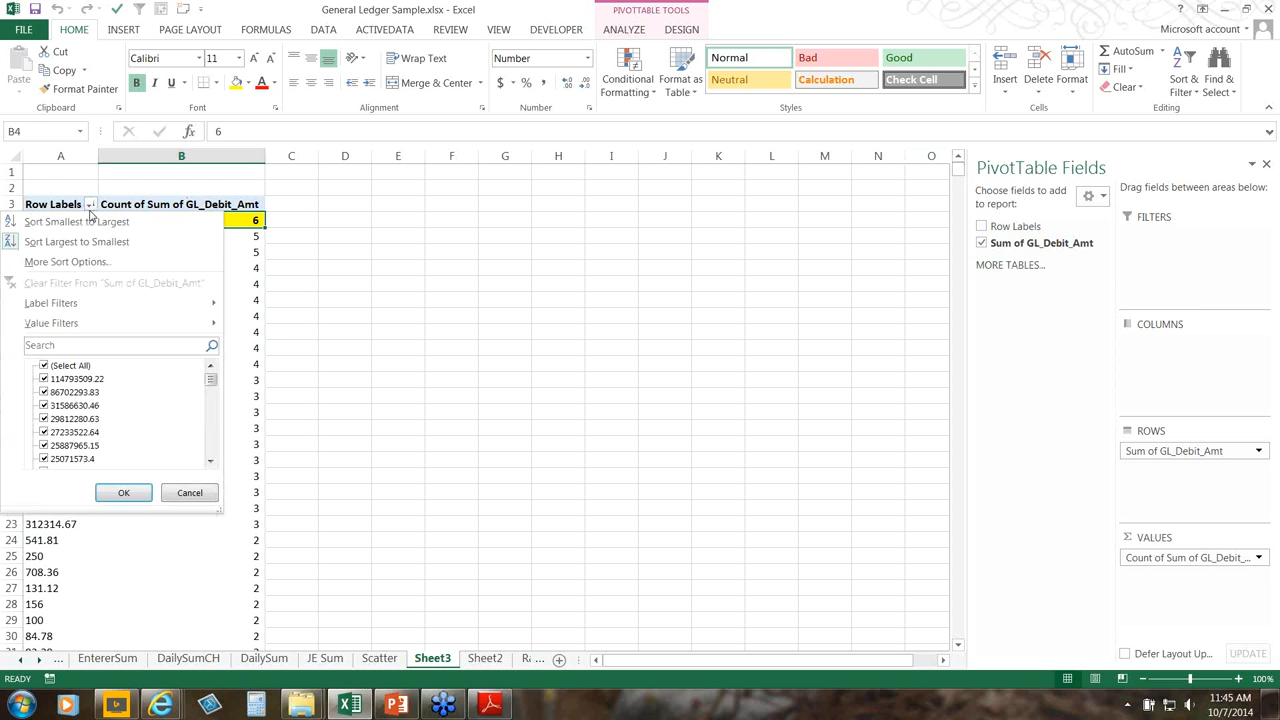 General Ledger Sample.xlsx - Excel
PIVOTTABLE TOOLS
FILE HOME INSERT PAGE LAYOUT FORMULAS DATA ACTIVEDATA REVIEW VIEW DEVELOPER ANALYZE DESIGN
Microsoft account
Paste
Cut
Copy
Format Painter
Clipboard
Calibri 11
B I U
Font
Wrap Text
Merge & Center
Alignment
Number
$ % ,
Number
Conditional Formatting
Format as Table
Normal Bad Good
Neutral Calculation Check Cell
Styles
Insert Delete Format
Cells
AutoSum
Fill
Clear
Sort & Filter
Find & Select
Editing
B4 fx 6
A B C D E F G H I J K L M N O
1
2
3 Row Labels Count of Sum of GL_Debit_Amt
6
5
5
4
4
4
4
4
4
4
3
3
3
3
3
3
3
3
3
Sort Smallest to Largest
Sort Largest to Smallest
More Sort Options...
Clear Filter From "Sum of GL_Debit_Amt"
Label Filters
Value Filters
Search
(Select All)
114793509.22
86702293.83
31586630.46
29812280.63
27233522.64
25887965.15
25071573.4
OK Cancel
23 312314.67 3
24 541.81 2
25 250 2
26 708.36 2
27 131.12 2
28 156 2
29 100 2
30 84.78 2
PivotTable Fields
Choose fields to add to report:
Row Labels
Sum of GL_Debit_Amt
MORE TABLES...
Drag fields between areas below:
FILTERS
COLUMNS
ROWS
Sum of GL_Debit_Amt
VALUES
Count of Sum of GL_Debit_...
Defer Layout Up... UPDATE
... EntererSum DailySumCH DailySum JE Sum Scatter Sheet3 Sheet2 ...
READY
100%
11:45 AM
10/7/2014